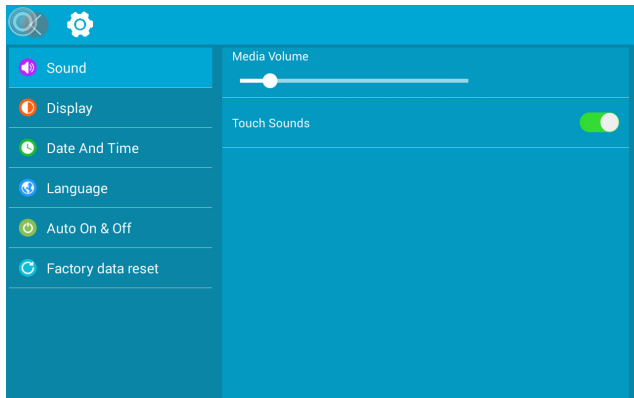 Sound
Display
Date And Time
Language
Auto On & Off
Factory data reset
Media Volume
Touch Sounds